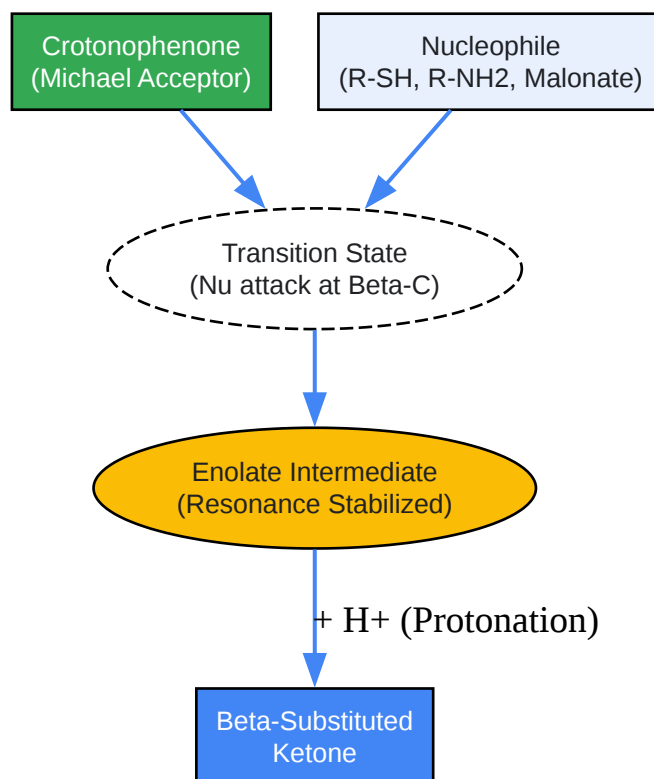 Crotonophenone
(Michael Acceptor)
Nucleophile
(R-SH, R-NH2, Malonate)
Transition State
(Nu attack at Beta-C)
Enolate Intermediate
(Resonance Stabilized)
+ H+ (Protonation)
Beta-Substituted
Ketone